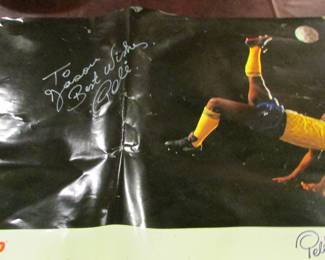 To
Jason
Best Wishes
Pelé
Pelé